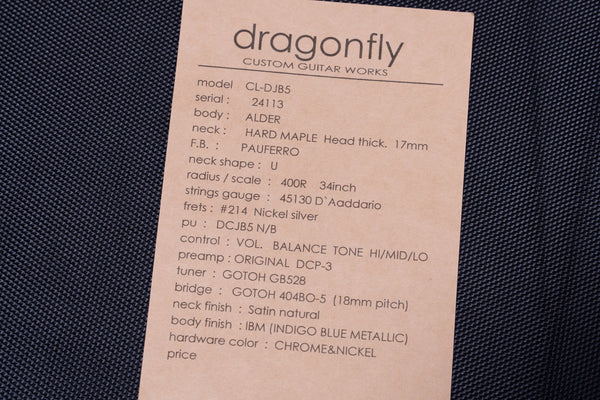 dragonfly
CUSTOM GUITAR WORKS
model CL-DJB5
serial : 24113
body : ALDER
neck : HARD MAPLE Head thick. 17mm
F.B. : PAUFERRO
neck shape : U
radius / scale : 400R 34inch
strings gauge : 45130 D`Aaddario
frets : #214 Nickel silver
pu : DCJB5 N/B
control : VOL. BALANCE TONE HI/MID/LO
preamp : ORIGINAL DCP-3
tuner : GOTOH GB528
bridge : GOTOH 404BO-5 (18mm pitch)
neck finish : Satin natural
body finish : IBM (INDIGO BLUE METALLIC)
hardware color : CHROME&NICKEL
price